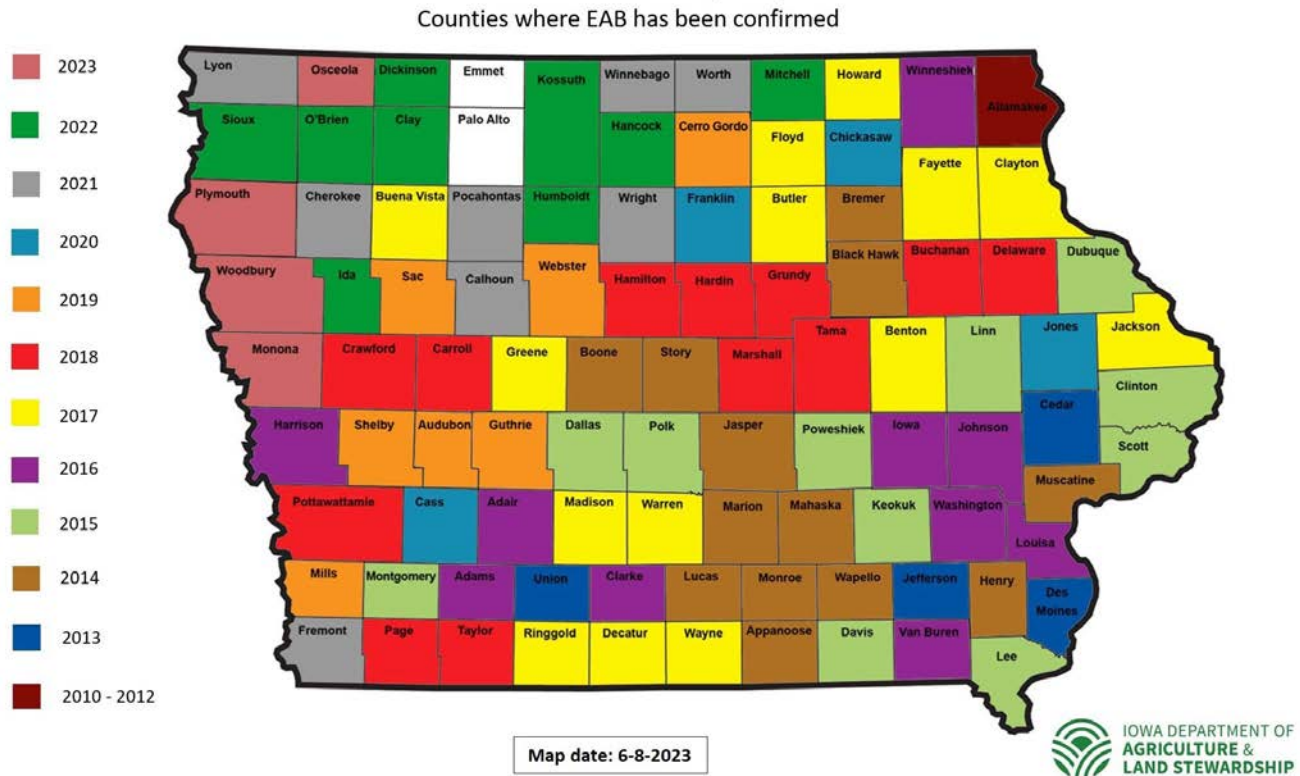 Counties where EAB has been confirmed
2023
2022
2021
2020
2019
2018
2017
2016
2015
2014
2013
2010 - 2012
Lyon
Osceola
Dickinson
Emmet
Kossuth
Winnebago
Worth
Mitchell
Howard
Winneshiek
Allamakee
Sioux
O'Brien
Clay
Palo Alto
Hancock
Cerro Gordo
Floyd
Chickasaw
Fayette
Clayton
Plymouth
Cherokee
Buena Vista
Pocahontas
Humboldt
Wright
Franklin
Butler
Bremer
Woodbury
Ida
Sac
Calhoun
Webster
Hamilton
Hardin
Grundy
Black Hawk
Buchanan
Delaware
Dubuque
Monona
Crawford
Carroll
Greene
Boone
Story
Marshall
Tama
Benton
Linn
Jones
Jackson
Clinton
Cedar
Scott
Harrison
Shelby
Audubon
Guthrie
Dallas
Polk
Jasper
Poweshiek
Iowa
Johnson
Muscatine
Pottawattamie
Cass
Adair
Madison
Warren
Marion
Mahaska
Keokuk
Washington
Louisa
Mills
Montgomery
Adams
Union
Clarke
Lucas
Monroe
Wapello
Jefferson
Henry
Des
Moines
Fremont
Page
Taylor
Ringgold
Decatur
Wayne
Appanoose
Davis
Van Buren
Lee
Map date: 6-8-2023
IOWA DEPARTMENT OF
AGRICULTURE &
LAND STEWARDSHIP